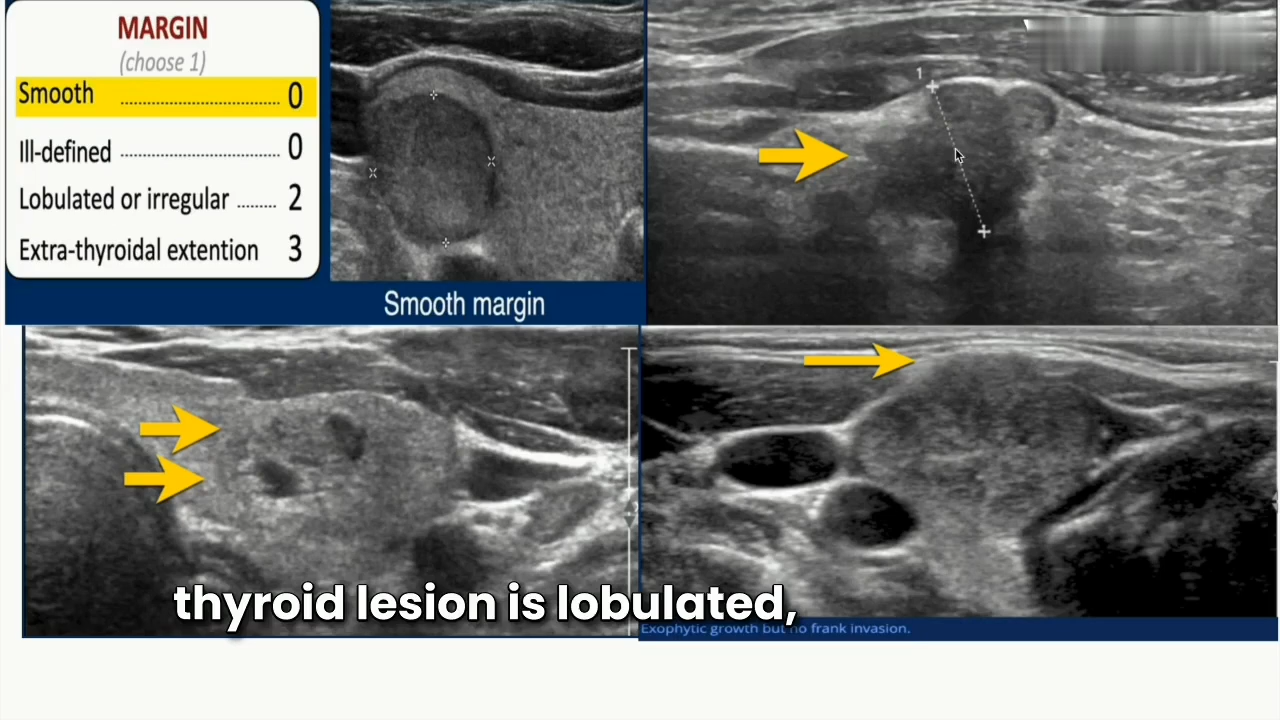 MARGIN
(choose 1)
Smooth .............................. 0
Ill-defined .............................. 0
Lobulated or irregular ......... 2
Extra-thyroidal extention 3
Smooth margin
1
thyroid lesion is lobulated,
Exophytic growth but no frank invasion.